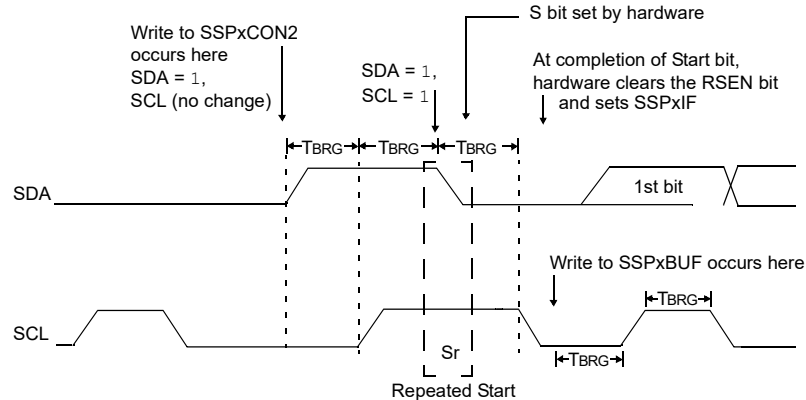 S bit set by hardware
Write to SSPxCON2
occurs here
SDA = 1,
SCL (no change)
SDA = 1,
SCL = 1
At completion of Start bit,
hardware clears the RSEN bit
and sets SSPxIF
TBRG
TBRG
TBRG
SDA
1st bit
Write to SSPxBUF occurs here
TBRG
SCL
Sr
TBRG
Repeated Start